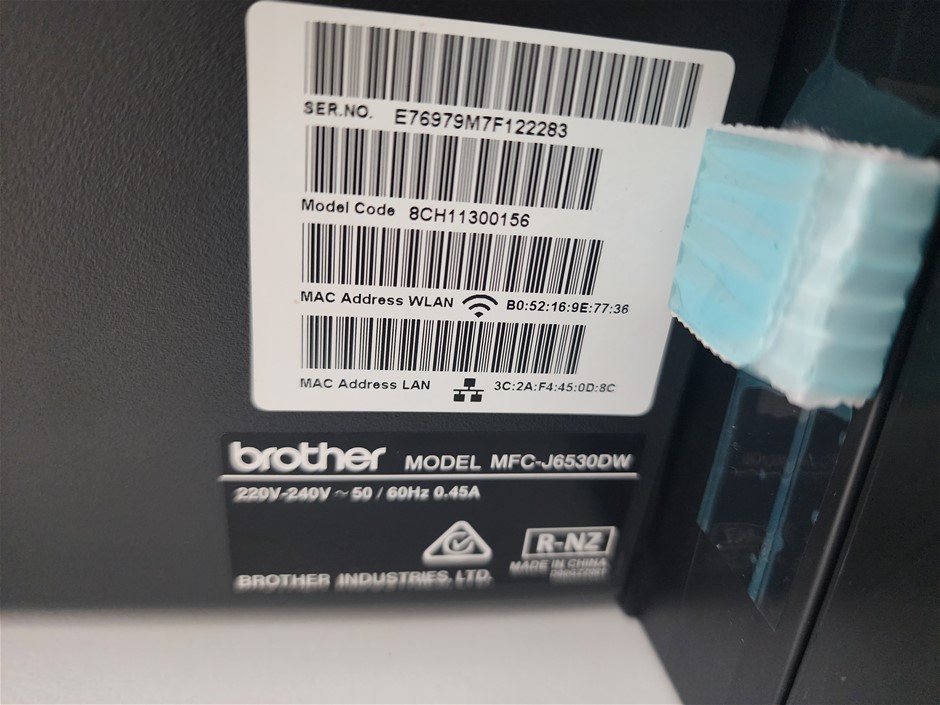 SER.NO. E76979M7F122283
Model Code 8CH11300156
MAC Address WLAN B0:52:16:9E:77:36
MAC Address LAN 3C:2A:F4:45:0D:8C
brother MODEL MFC-J6530DW
220V-240V ~ 50 / 60Hz 0.45A
R-NZ
MADE IN CHINA
BROTHER INDUSTRIES, LTD.